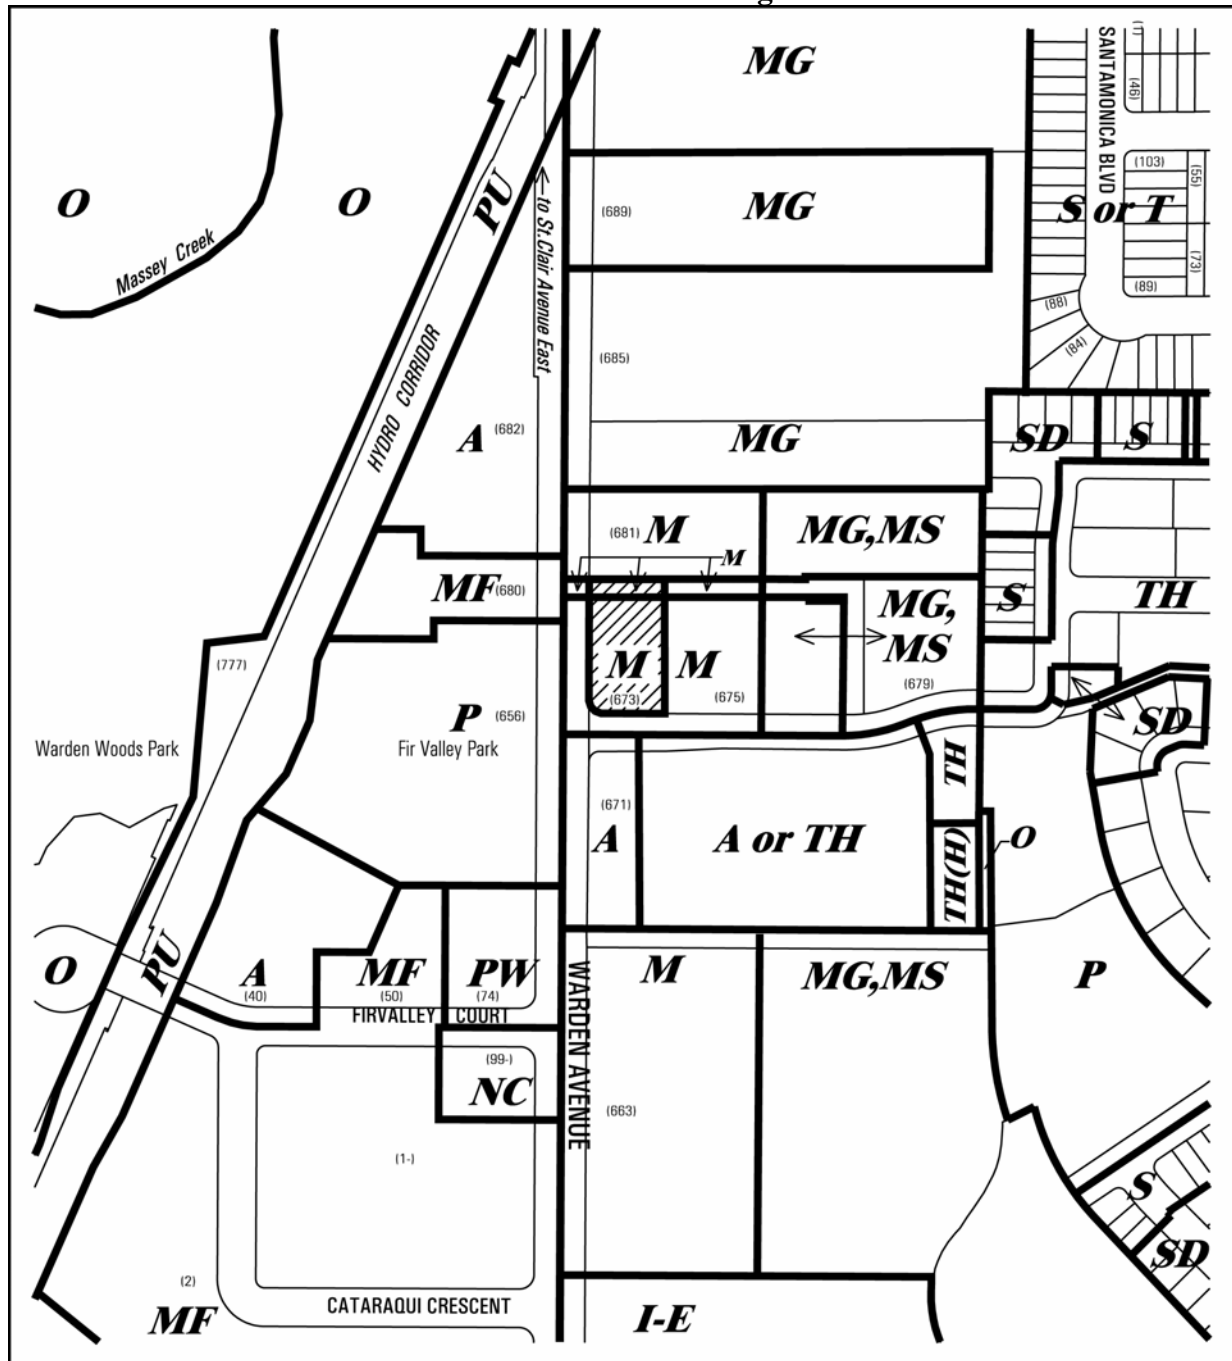 g
MG
SANTAMONICA BLVD
(1)
(46)
(103)
(55)
O
O
PU
(689)
MG
S or T
Massey Creek
to St.Clair Avenue East
(73)
(89)
(88)
(84)
(685)
HYDRO CORRIDOR
A
(682)
MG
SD
S
(681)
M
MG,MS
M
MF
(680)
MG,
MS
S
TH
(777)
M
M
(673)
(675)
(679)
P
(656)
SD
Warden Woods Park
Fir Valley Park
TH
(671)
A
A or TH
O
TH(H)
O
PU
A
(40)
MF
(50)
PW
(74)
M
MG,MS
P
FIRVALLEY COURT
WARDEN AVENUE
(99-)
NC
(663)
(1-)
S
SD
(2)
MF
CATARAQUI CRESCENT
I-E